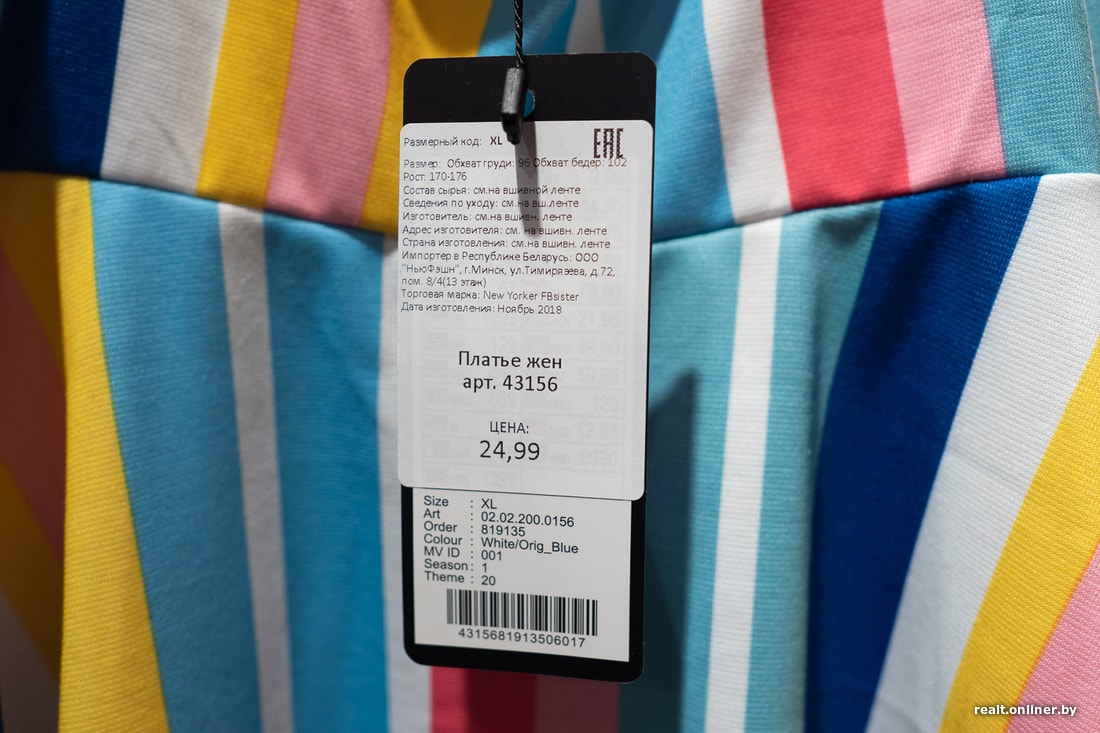 Размерный код: XL
ЕАС
Размер: Обхват груди: 96 Обхват бедер: 102
Рост: 170-176
Состав сырья: см.на вшивной ленте
Сведения по уходу: см.на вш.ленте
Изготовитель: см.на вшивн. ленте
Адрес изготовителя: см. на вшивн. ленте
Страна изготовления: см.на вшивн. ленте
Импортер в Республике Беларусь: ООО
"НьюФэшн", г.Минск, ул.Тимирязева, д.72,
пом. 8/4(13 этаж)
Торговая марка: New Yorker FBsister
Дата изготовления: Ноябрь 2018
Платье жен
арт. 43156
ЦЕНА:
24,99
Size : XL
Art : 02.02.200.0156
Order : 819135
Colour : White/Orig_Blue
MV ID : 001
Season : 1
Theme : 20
4315681913506017
realt.onliner.by